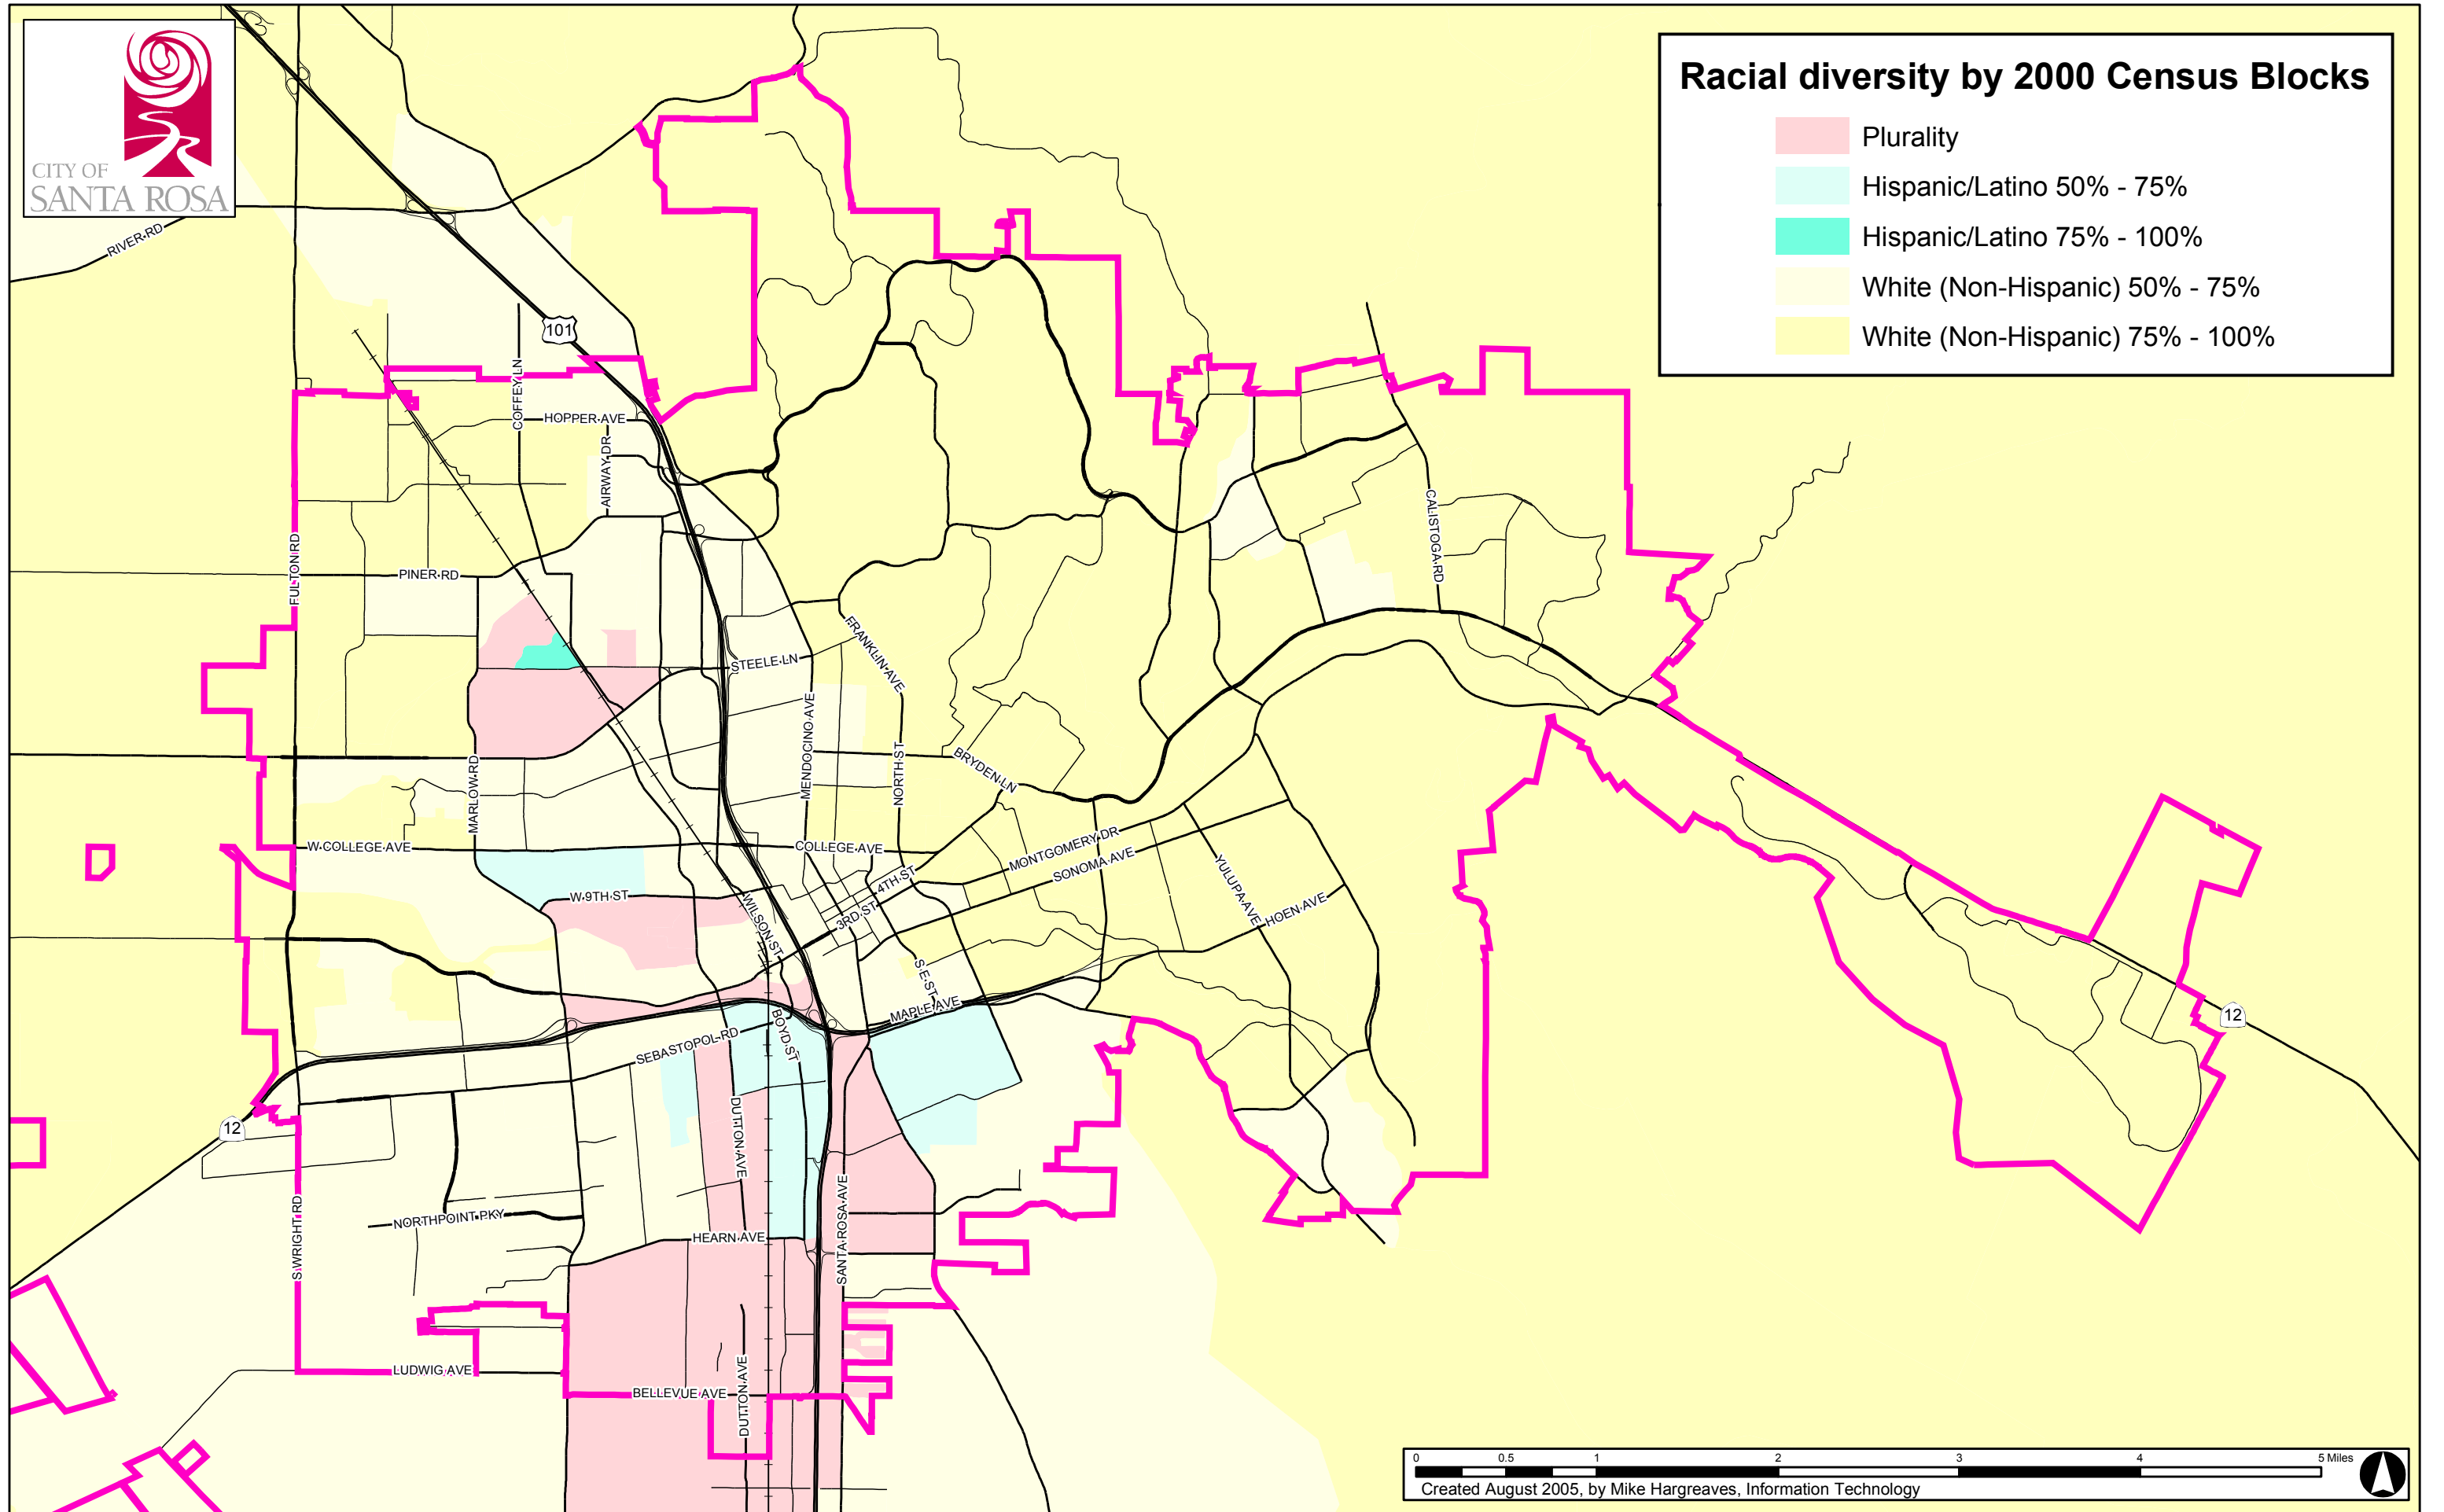 CITY OF
SANTA ROSA
Racial diversity by 2000 Census Blocks
Plurality
Hispanic/Latino 50% - 75%
Hispanic/Latino 75% - 100%
White (Non-Hispanic) 50% - 75%
White (Non-Hispanic) 75% - 100%
RIVER RD
101
COFFEY LN
HOPPER AVE
AIRWAY DR
CALISTOGA RD
FULTON RD
PINER RD
FRANKLIN AVE
STEELE LN
MENDOCINO AVE
NORTH ST
BRYDEN LN
MARLOW RD
W COLLEGE AVE
COLLEGE AVE
MONTGOMERY DR
SONOMA AVE
4TH ST
3RD ST
YULUPA AVE
HOEN AVE
W 9TH ST
WILSON ST
S E ST
MAPLE AVE
BOYD ST
SEBASTOPOL RD
12
12
DUTTON AVE
SANTA ROSA AVE
NORTHPOINT PKY
HEARN AVE
S WRIGHT RD
LUDWIG AVE
BELLEVUE AVE
DUTTON AVE
0 0.5 1 2 3 4 5 Miles
Created August 2005, by Mike Hargreaves, Information Technology